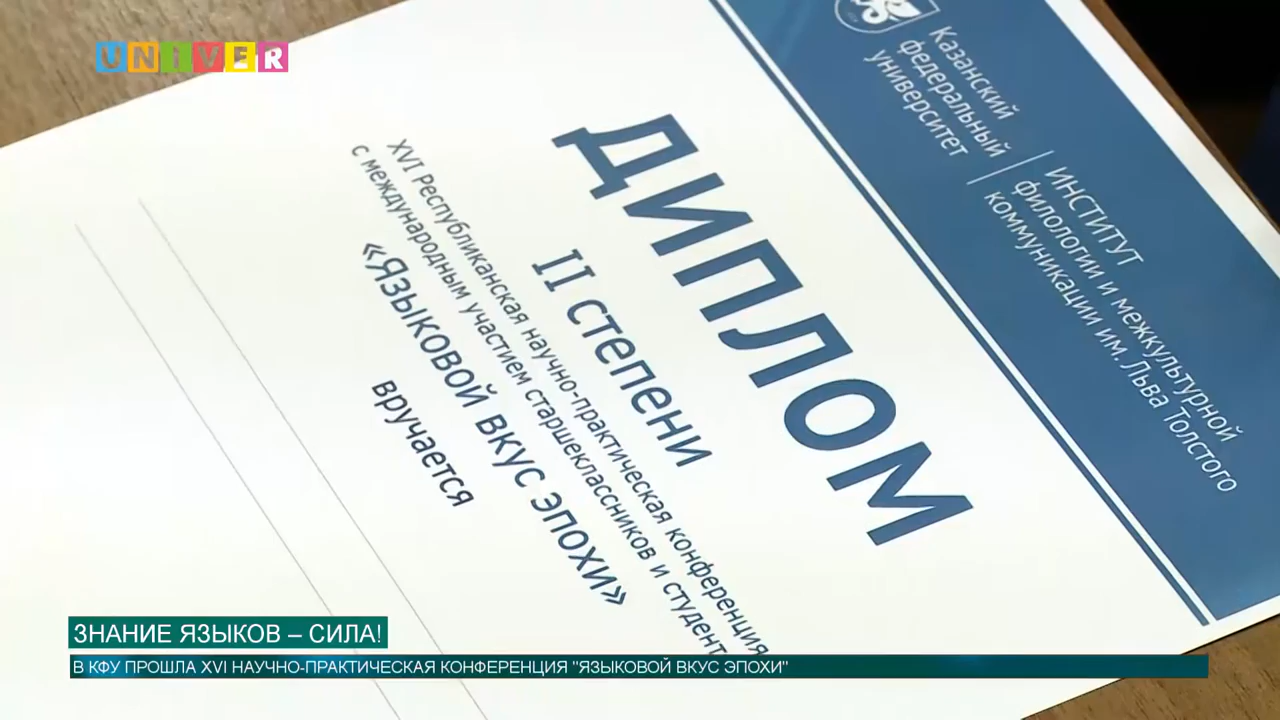 UNIVER
Казанский
федеральный
университет
ИНСТИТУТ
филологии и межкультурной
коммуникации им. Льва Толстого
ДИПЛОМ
II степени
XVI Республиканская научно-практическая конференция
с международным участием старшеклассников и студент
«Языковой вкус эпохи»
вручается
ЗНАНИЕ ЯЗЫКОВ – СИЛА!
В КФУ ПРОШЛА XVI НАУЧНО-ПРАКТИЧЕСКАЯ КОНФЕРЕНЦИЯ "ЯЗЫКОВОЙ ВКУС ЭПОХИ"